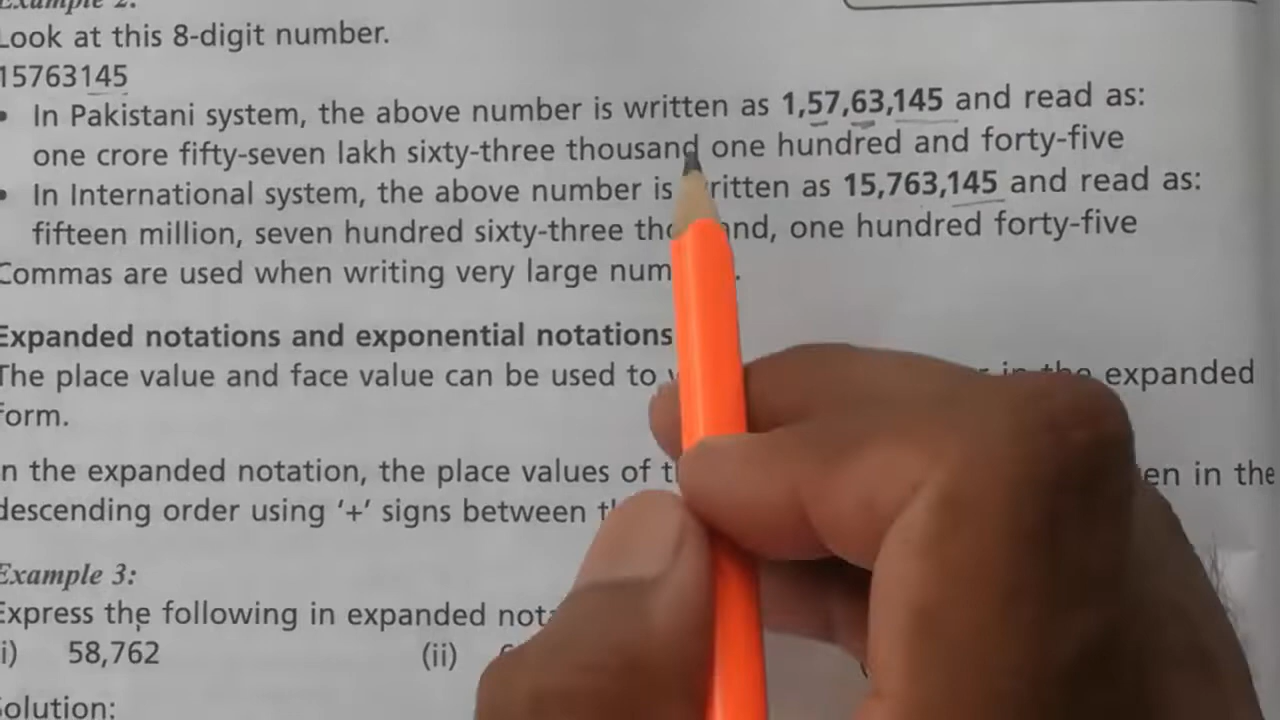 Example 2:
Look at this 8-digit number.
15763145
• In Pakistani system, the above number is written as 1,57,63,145 and read as:
one crore fifty-seven lakh sixty-three thousand one hundred and forty-five
• In International system, the above number is written as 15,763,145 and read as:
fifteen million, seven hundred sixty-three thousand, one hundred forty-five
Commas are used when writing very large num
Expanded notations and exponential notations
The place value and face value can be used to in the expanded
form.
In the expanded notation, the place values of in the
descending order using ‘+’ signs between
Example 3:
Express the following in expanded
i) 58,762 (ii)
Solution: